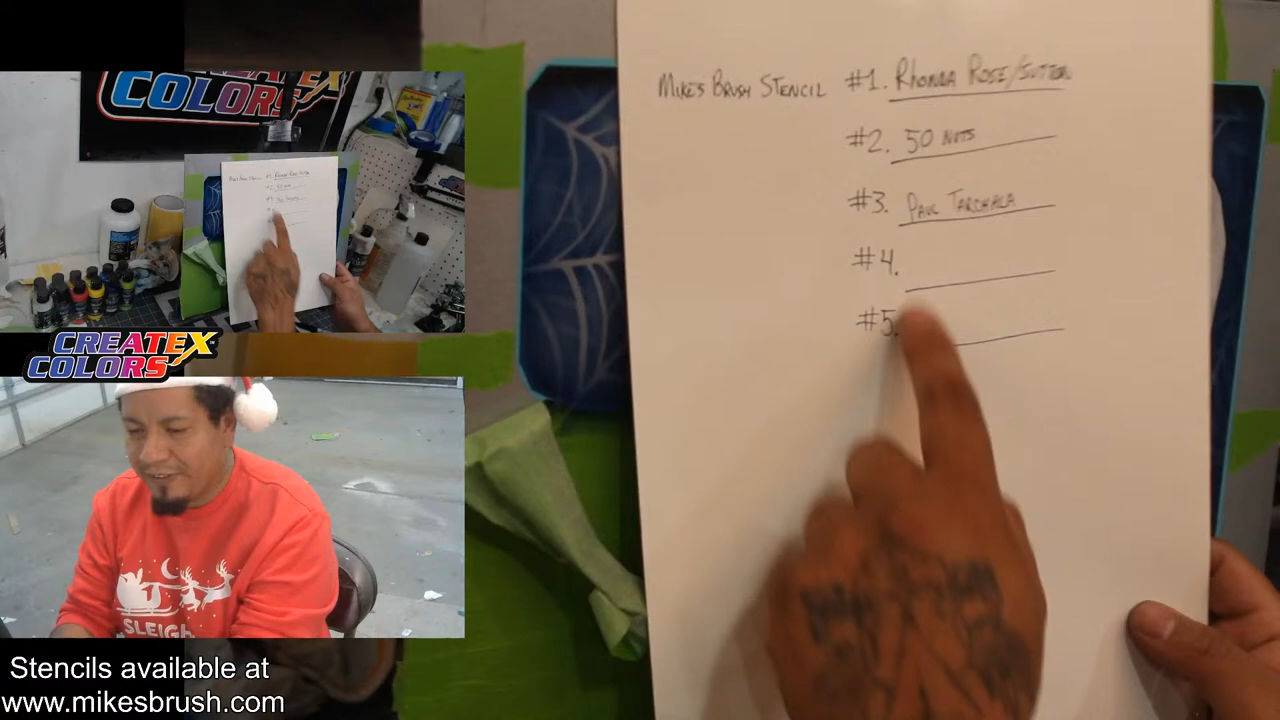 CREATEX
COLORS
CREATEX
COLORS
SLEIGH
Stencils available at
www.mikesbrush.com
MIKE'S BRUSH STENCIL #1. RHONDA ROSE/SUTTON
#2. 50 NUTS
#3. PAUL TARCHALA
#4.
#5.